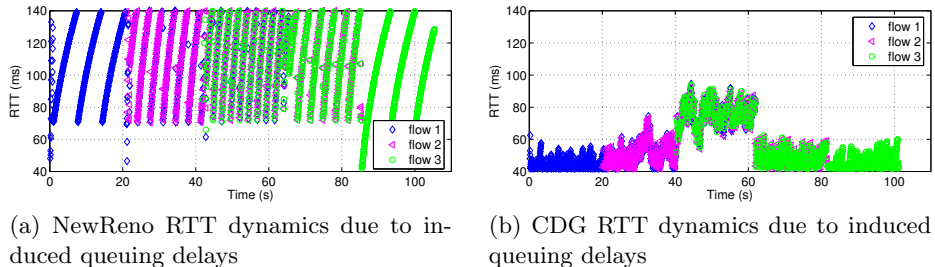 140
120
100
80
60
40
RTT (ms)
0
20
40
60
80
100
Time (s)
flow 1
flow 2
flow 3
(a) NewReno RTT dynamics due to in-
duced queuing delays
140
120
100
80
60
40
RTT (ms)
0
20
40
60
80
100
Time (s)
flow 1
flow 2
flow 3
(b) CDG RTT dynamics due to induced
queuing delays